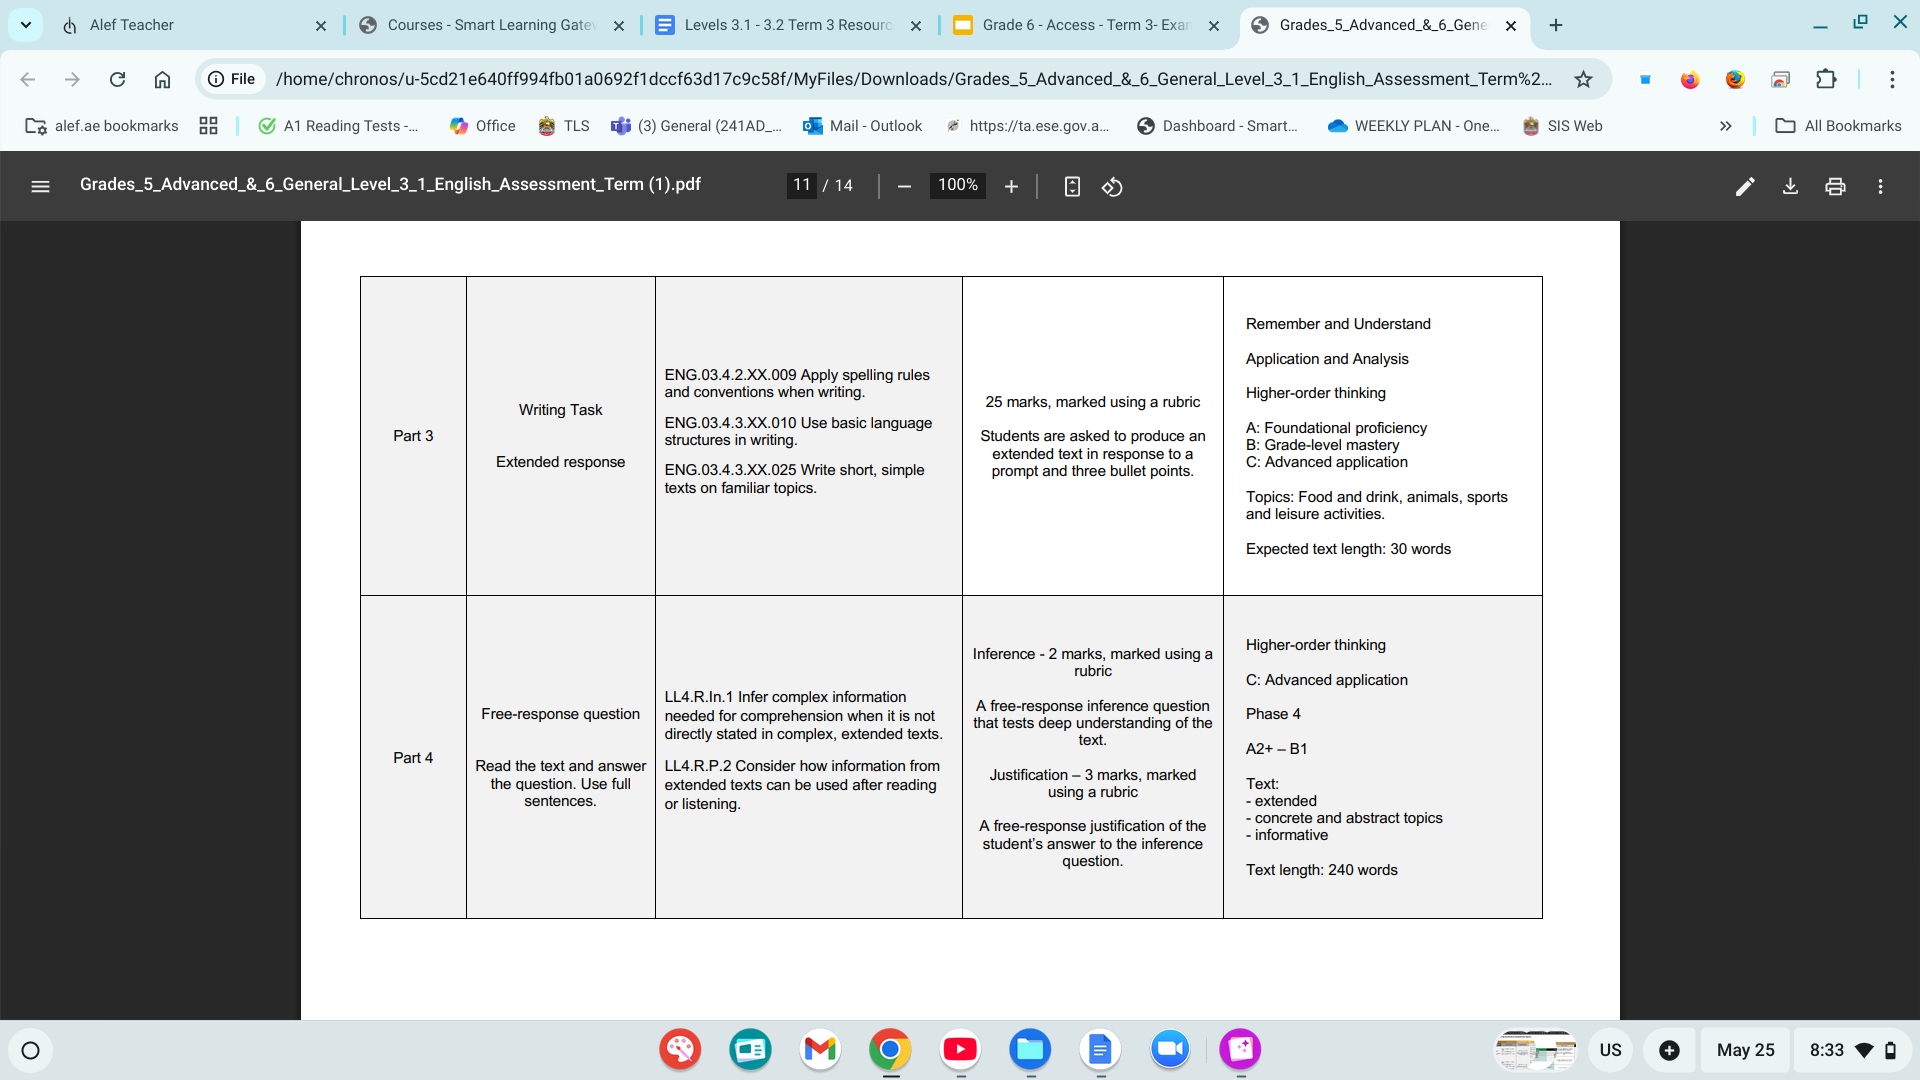 Alef Teacher
Courses - Smart Learning Gatew
Levels 3.1 - 3.2 Term 3 Resourc
Grade 6 - Access - Term 3- Exan
Grades_5_Advanced_&_6_Gene
File
/home/chronos/u-5cd21e640ff994fb01a0692f1dccf63d17c9c58f/MyFiles/Downloads/Grades_5_Advanced_&_6_General_Level_3_1_English_Assessment_Term%2...
alef.ae bookmarks
A1 Reading Tests -...
Office
TLS
(3) General (241AD_...
Mail - Outlook
https://ta.ese.gov.a...
Dashboard - Smart...
WEEKLY PLAN - One...
SIS Web
All Bookmarks
Grades_5_Advanced_&_6_General_Level_3_1_English_Assessment_Term (1).pdf
11 / 14
100%
Part 3
Writing Task
Extended response
ENG.03.4.2.XX.009 Apply spelling rules
and conventions when writing.
ENG.03.4.3.XX.010 Use basic language
structures in writing.
ENG.03.4.3.XX.025 Write short, simple
texts on familiar topics.
25 marks, marked using a rubric
Students are asked to produce an
extended text in response to a
prompt and three bullet points.
Remember and Understand
Application and Analysis
Higher-order thinking
A: Foundational proficiency
B: Grade-level mastery
C: Advanced application
Topics: Food and drink, animals, sports
and leisure activities.
Expected text length: 30 words
Part 4
Free-response question
Read the text and answer
the question. Use full
sentences.
LL4.R.In.1 Infer complex information
needed for comprehension when it is not
directly stated in complex, extended texts.
LL4.R.P.2 Consider how information from
extended texts can be used after reading
or listening.
Inference - 2 marks, marked using a
rubric
A free-response inference question
that tests deep understanding of the
text.
Justification – 3 marks, marked
using a rubric
A free-response justification of the
student's answer to the inference
question.
Higher-order thinking
C: Advanced application
Phase 4
A2+ – B1
Text:
- extended
- concrete and abstract topics
- informative
Text length: 240 words
US
May 25
8:33